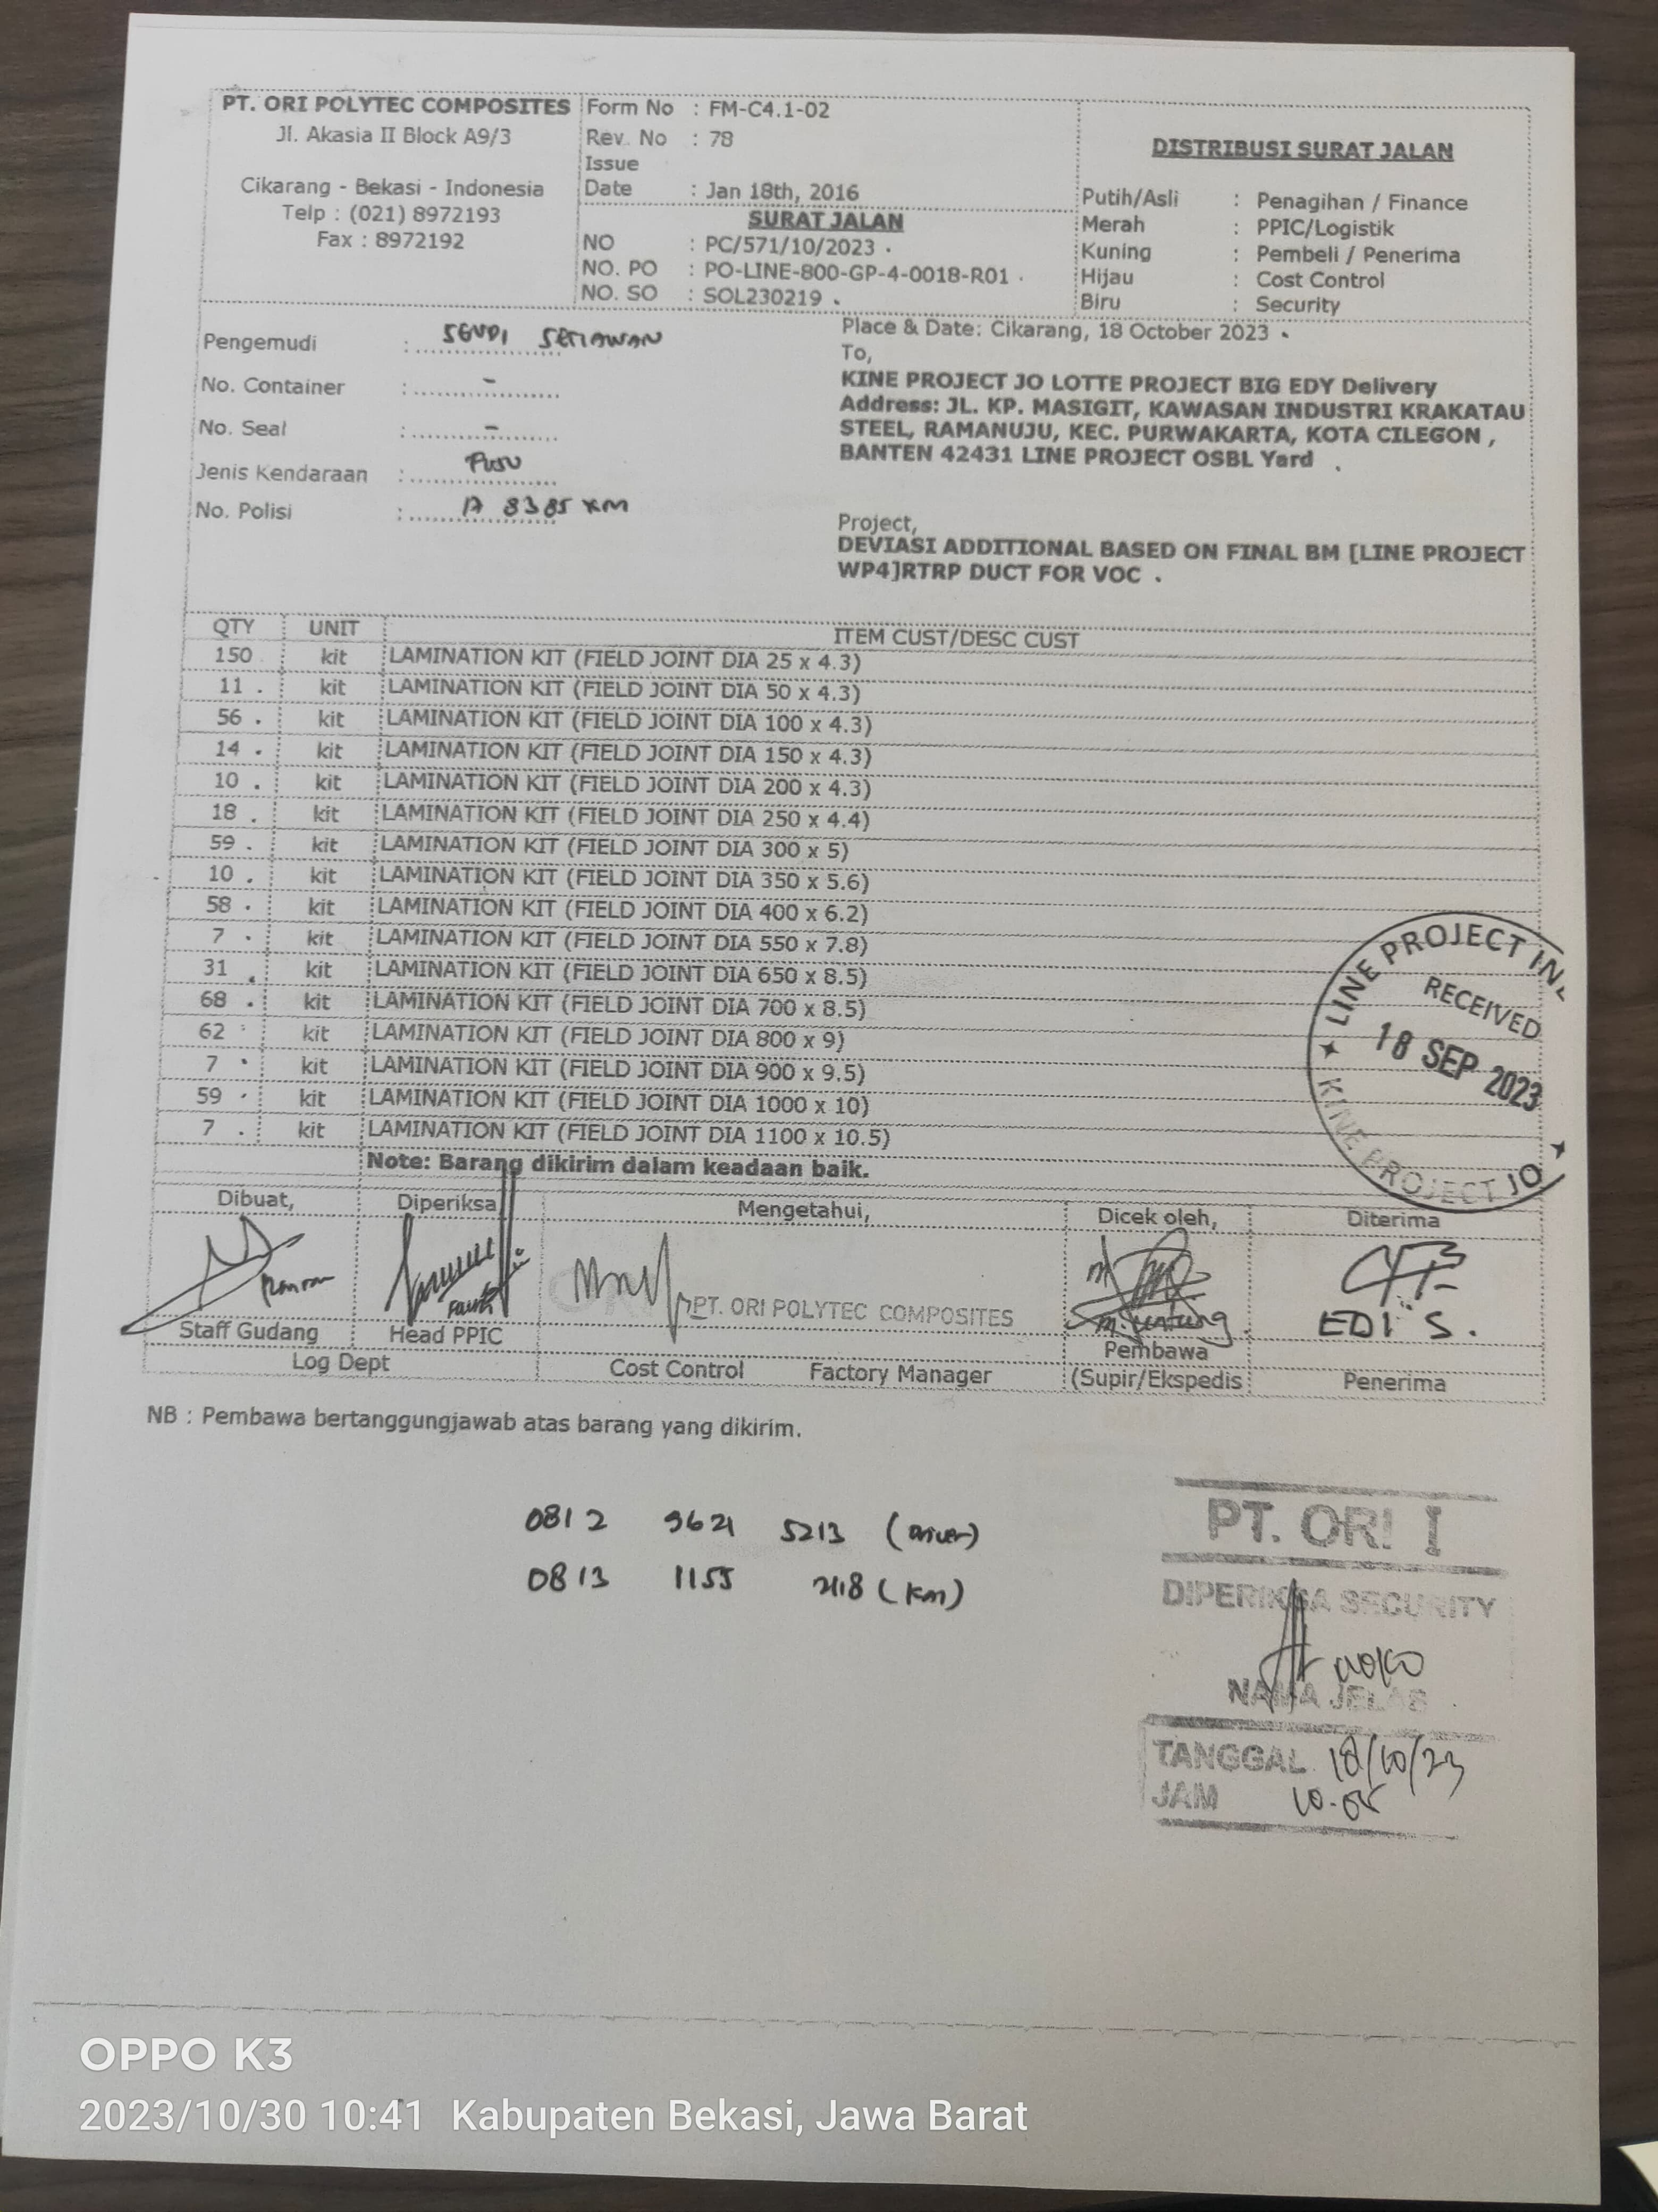 PT. ORI POLYTEC COMPOSITES
Jl. Akasia II Block A9/3
Cikarang - Bekasi - Indonesia
Telp : (021) 8972193
Fax : 8972192
Form No : FM-C4.1-02
Rev. No : 78
Issue
Date : Jan 18th, 2016
SURAT JALAN
NO : PC/571/10/2023
NO. PO : PO-LINE-800-GP-4-0018-R01
NO. SO : SOL230219
DISTRIBUSI SURAT JALAN
Putih/Asli : Penagihan / Finance
Merah : PPIC/Logistik
Kuning : Pembeli / Penerima
Hijau : Cost Control
Biru : Security
Pengemudi : SENDI SETIAWAN
No. Container : -
No. Seal : -
Jenis Kendaraan : FUSO
No. Polisi : A 8385 XM
Place & Date: Cikarang, 18 October 2023
To,
KINE PROJECT JO LOTTE PROJECT BIG EDY Delivery
Address: JL. KP. MASIGIT, KAWASAN INDUSTRI KRAKATAU
STEEL, RAMANUJU, KEC. PURWAKARTA, KOTA CILEGON ,
BANTEN 42431 LINE PROJECT OSBL Yard
Project,
DEVIASI ADDITIONAL BASED ON FINAL BM [LINE PROJECT
WP4]RTRP DUCT FOR VOC
QTY UNIT ITEM CUST/DESC CUST
150 kit LAMINATION KIT (FIELD JOINT DIA 25 x 4.3)
11 kit LAMINATION KIT (FIELD JOINT DIA 50 x 4.3)
56 kit LAMINATION KIT (FIELD JOINT DIA 100 x 4.3)
14 kit LAMINATION KIT (FIELD JOINT DIA 150 x 4.3)
10 kit LAMINATION KIT (FIELD JOINT DIA 200 x 4.3)
18 kit LAMINATION KIT (FIELD JOINT DIA 250 x 4.4)
59 kit LAMINATION KIT (FIELD JOINT DIA 300 x 5)
10 kit LAMINATION KIT (FIELD JOINT DIA 350 x 5.6)
58 kit LAMINATION KIT (FIELD JOINT DIA 400 x 6.2)
7 kit LAMINATION KIT (FIELD JOINT DIA 550 x 7.8)
31 kit LAMINATION KIT (FIELD JOINT DIA 650 x 8.5)
68 kit LAMINATION KIT (FIELD JOINT DIA 700 x 8.5)
62 kit LAMINATION KIT (FIELD JOINT DIA 800 x 9)
7 kit LAMINATION KIT (FIELD JOINT DIA 900 x 9.5)
59 kit LAMINATION KIT (FIELD JOINT DIA 1000 x 10)
7 kit LAMINATION KIT (FIELD JOINT DIA 1100 x 10.5)
Note: Barang dikirim dalam keadaan baik.
LINE PROJECT
RECEIVED
18 SEP 2023
KINE PROJECT JO
Dibuat, Diperiksa Mengetahui, Dicek oleh, Diterima
PT. ORI POLYTEC COMPOSITES
EDI S.
Staff Gudang Head PPIC Pembawa
Log Dept Cost Control Factory Manager (Supir/Ekspedis Penerima
NB : Pembawa bertanggungjawab atas barang yang dikirim.
0812 9621 5213 (Driver)
0813 1155 2118 (Km)
PT. ORI I
DIPERIKSA SECURITY
NAMA JELAS
TANGGAL 18/10/23
JAM 10.05
OPPO K3
2023/10/30 10:41 Kabupaten Bekasi, Jawa Barat